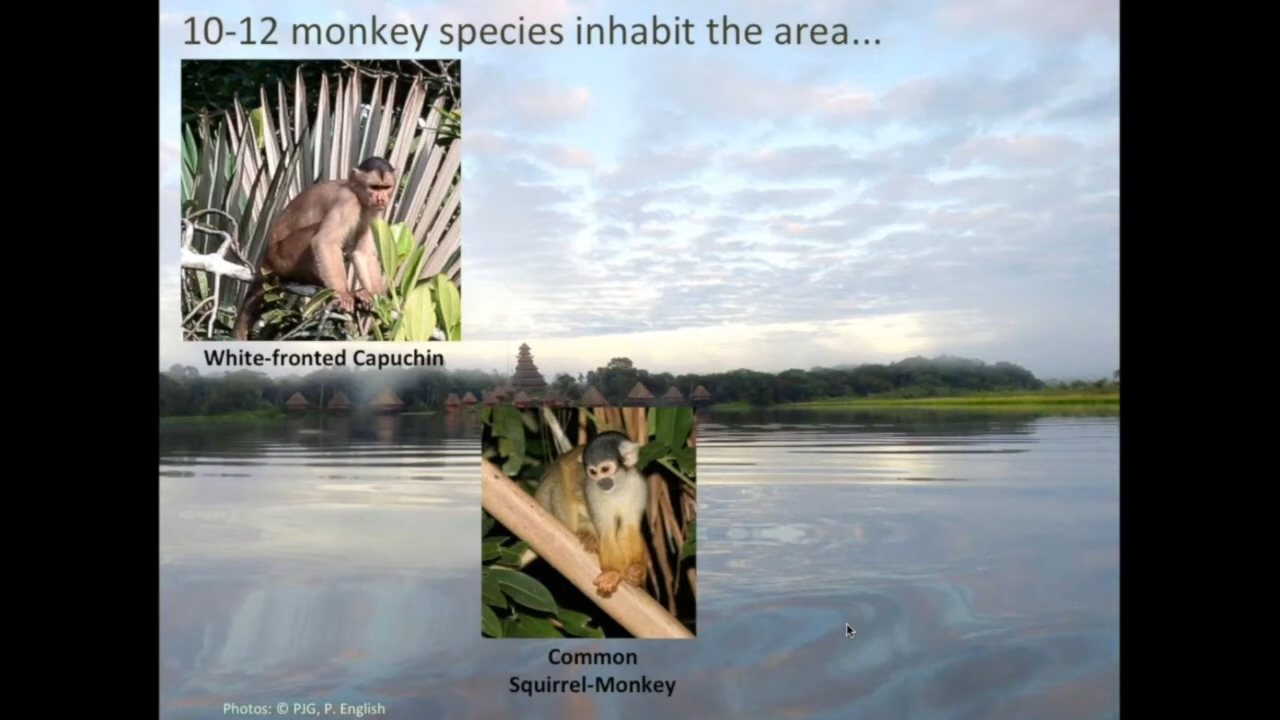 10-12 monkey species inhabit the area...
White-fronted Capuchin
Common
Squirrel-Monkey
Photos: © PJG, P. English